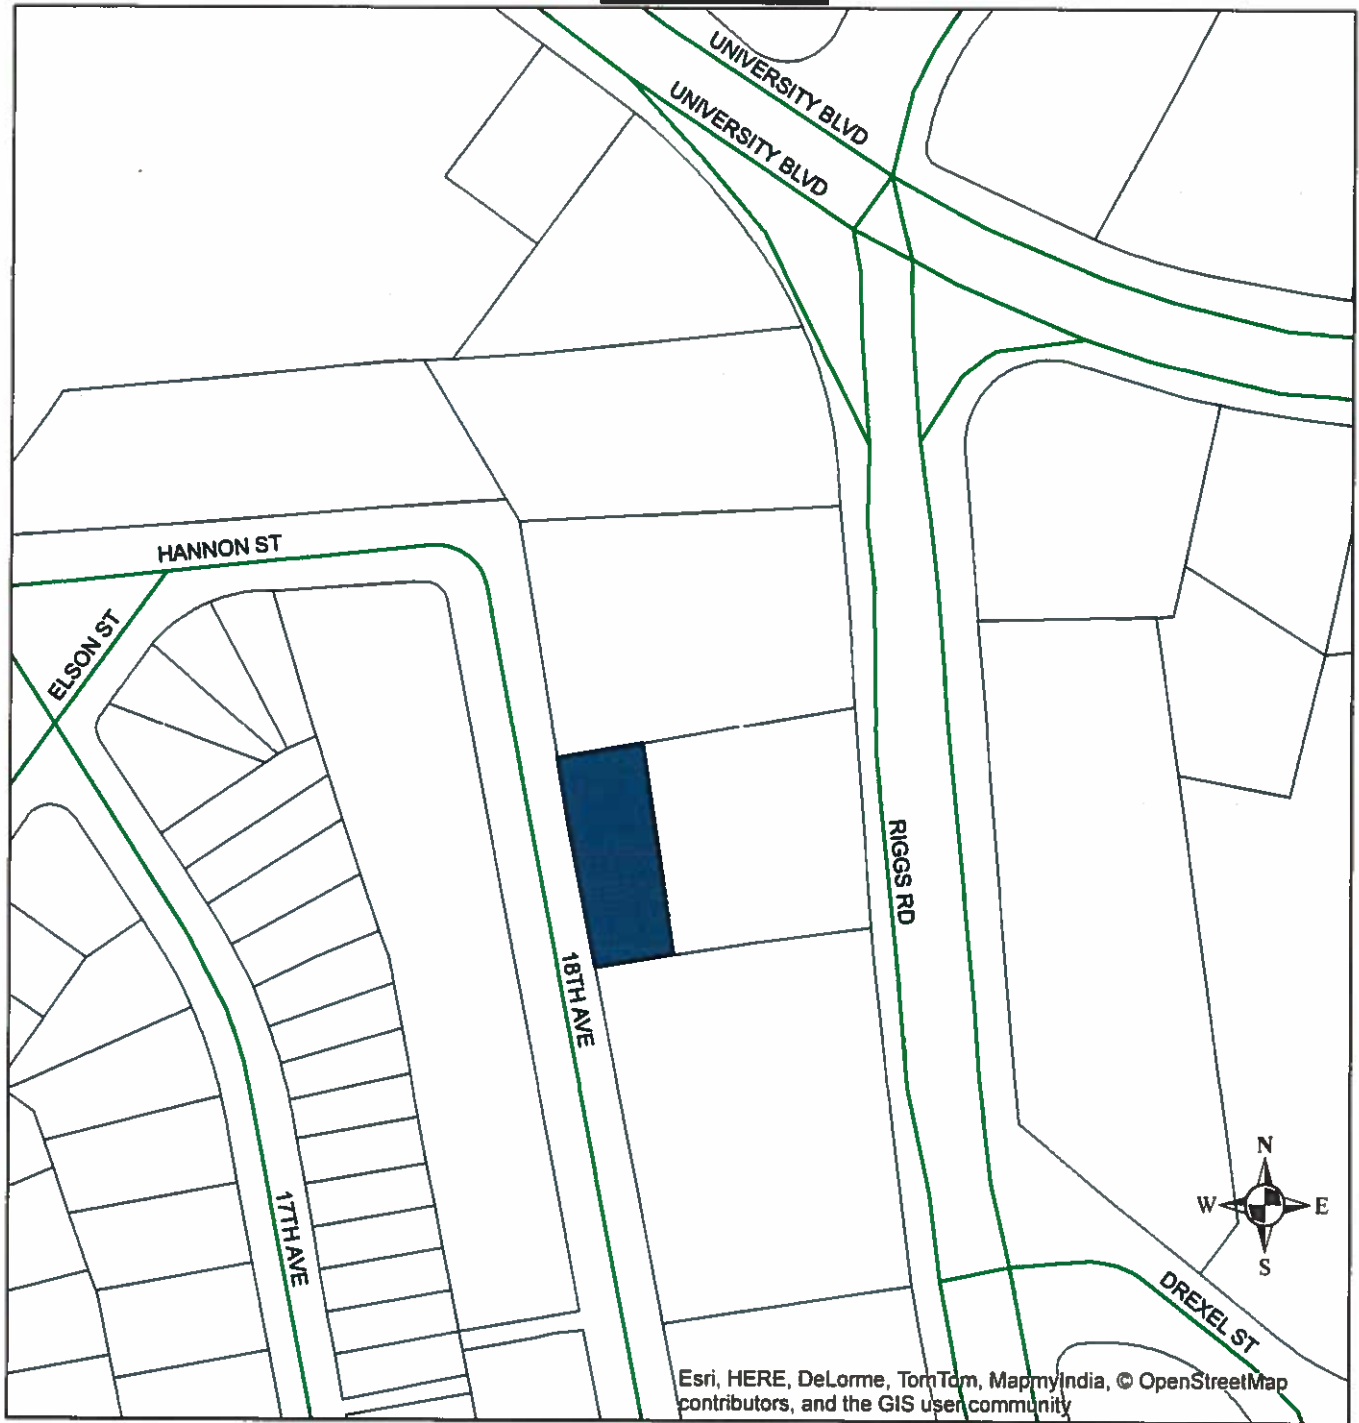 UNIVERSITY BLVD
UNIVERSITY BLVD
HANNON ST
ELSON ST
RIGGS RD
18TH AVE
17TH AVE
N
W E
S
DREXEL ST
Esri, HERE, DeLorme, TomTom, MapmyIndia, © OpenStreetMap
contributors, and the GIS user community